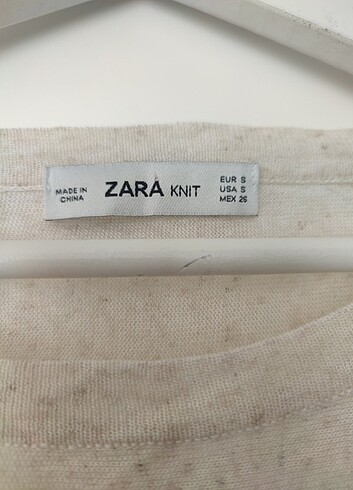 MADE IN
CHINA
ZARA KNIT
EUR S
USA S
MEX 26